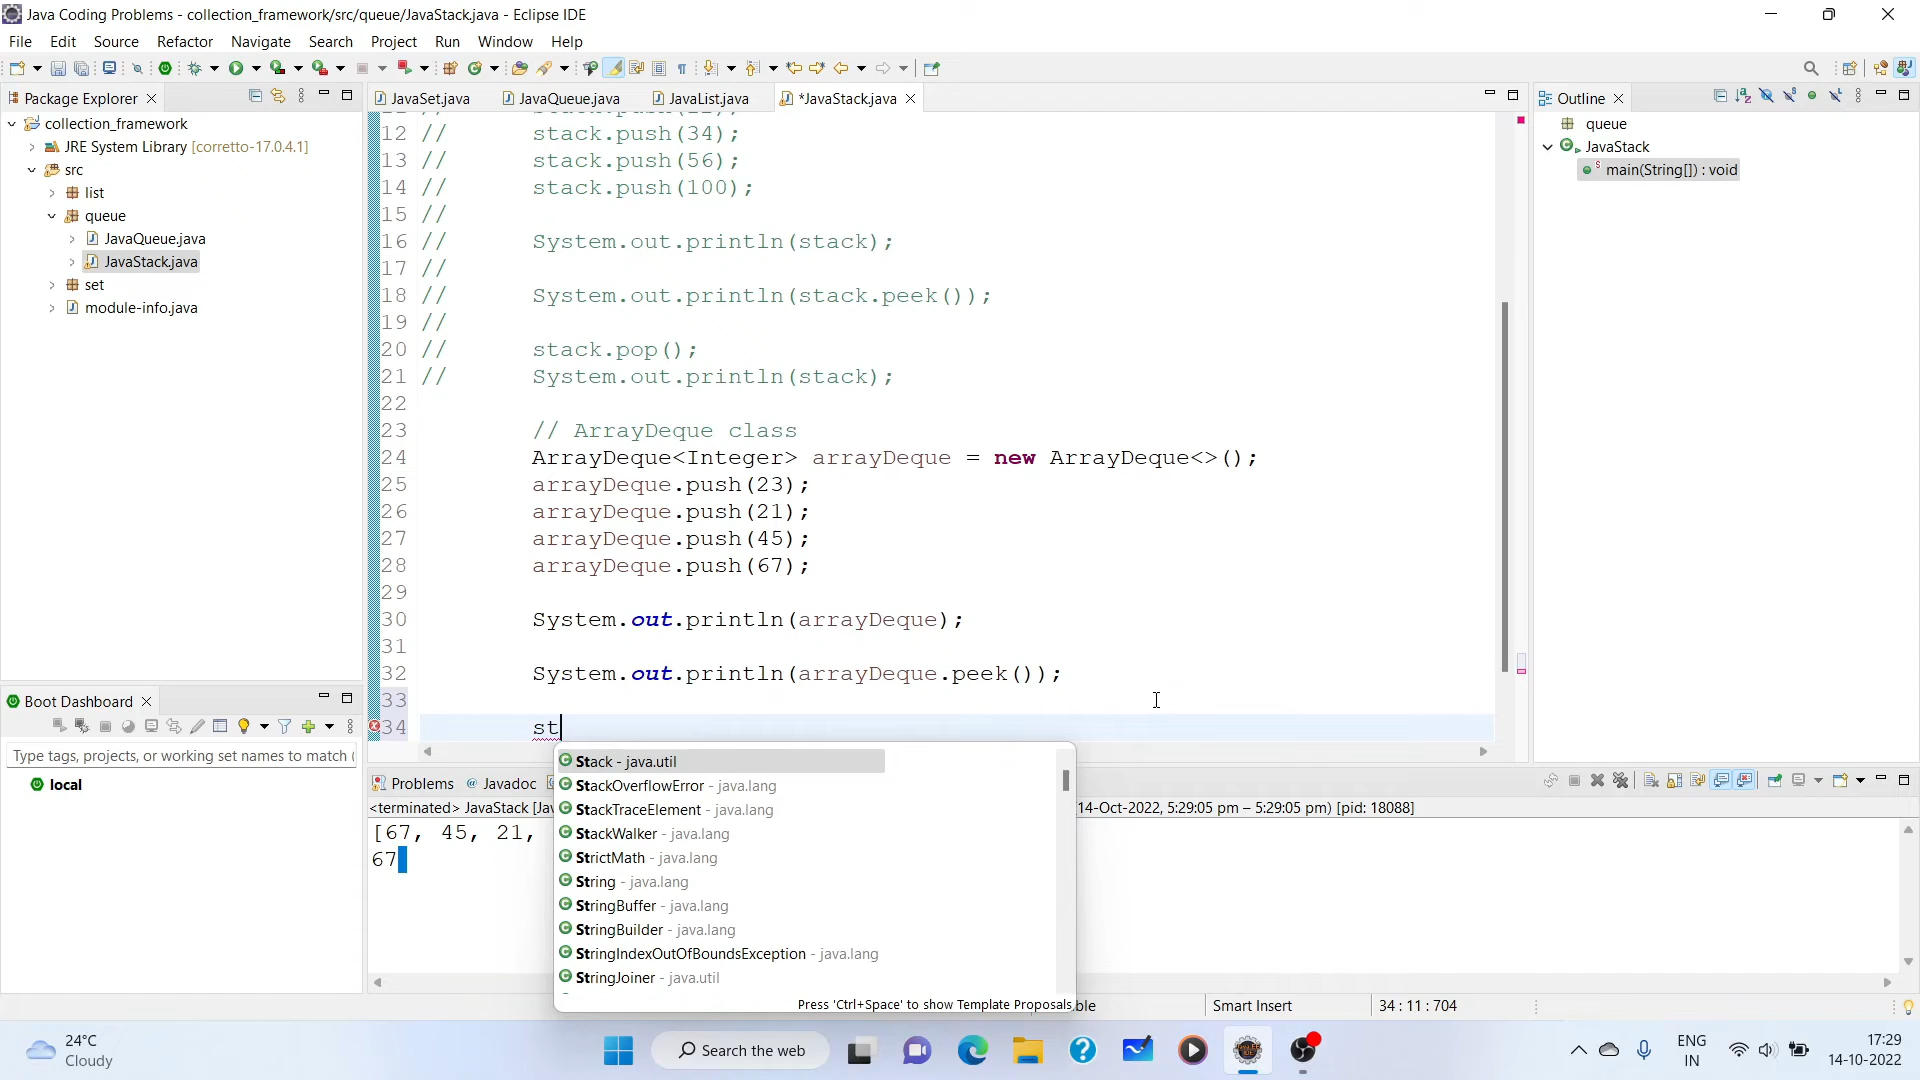 Java Coding Problems - collection_framework/src/queue/JavaStack.java - Eclipse IDE
File Edit Source Refactor Navigate Search Project Run Window Help
Package Explorer
collection_framework
JRE System Library [corretto-17.0.4.1]
src
list
queue
JavaQueue.java
JavaStack.java
set
module-info.java
Boot Dashboard
Type tags, projects, or working set names to match (
local
JavaSet.java JavaQueue.java JavaList.java *JavaStack.java
12 // stack.push(34);
13 // stack.push(56);
14 // stack.push(100);
15 //
16 // System.out.println(stack);
17 //
18 // System.out.println(stack.peek());
19 //
20 // stack.pop();
21 // System.out.println(stack);
22
23 // ArrayDeque class
24 ArrayDeque<Integer> arrayDeque = new ArrayDeque<>();
25 arrayDeque.push(23);
26 arrayDeque.push(21);
27 arrayDeque.push(45);
28 arrayDeque.push(67);
29
30 System.out.println(arrayDeque);
31
32 System.out.println(arrayDeque.peek());
33
34 st
Stack - java.util
StackOverflowError - java.lang
StackTraceElement - java.lang
StackWalker - java.lang
StrictMath - java.lang
String - java.lang
StringBuffer - java.lang
StringBuilder - java.lang
StringIndexOutOfBoundsException - java.lang
StringJoiner - java.util
Press 'Ctrl+Space' to show Template Proposals
Problems @ Javadoc
<terminated> JavaStack [Jav 14-Oct-2022, 5:29:05 pm – 5:29:05 pm) [pid: 18088]
[67, 45, 21,
67
Outline
queue
JavaStack
main(String[]) : void
Smart Insert 34 : 11 : 704
24°C
Cloudy
Search the web
ENG
IN
17:29
14-10-2022